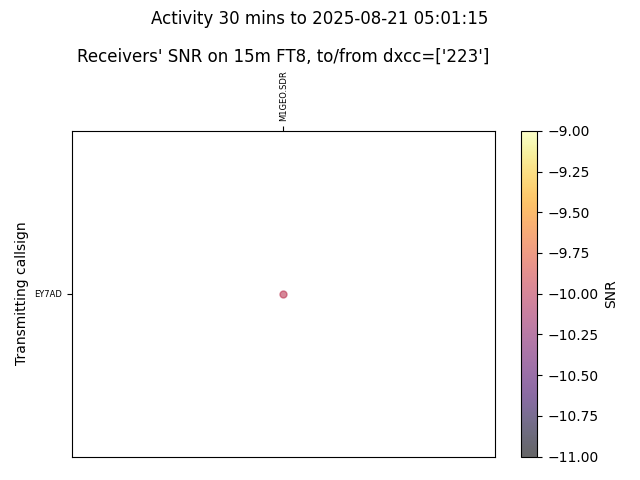 Activity 30 mins to 2025-08-21 05:01:15
Receivers' SNR on 15m FT8, to/from dxcc=['223']
M1GEO.SDR
Transmitting callsign
EY7AD
−9.00
−9.25
−9.50
−9.75
−10.00
−10.25
−10.50
−10.75
−11.00
SNR